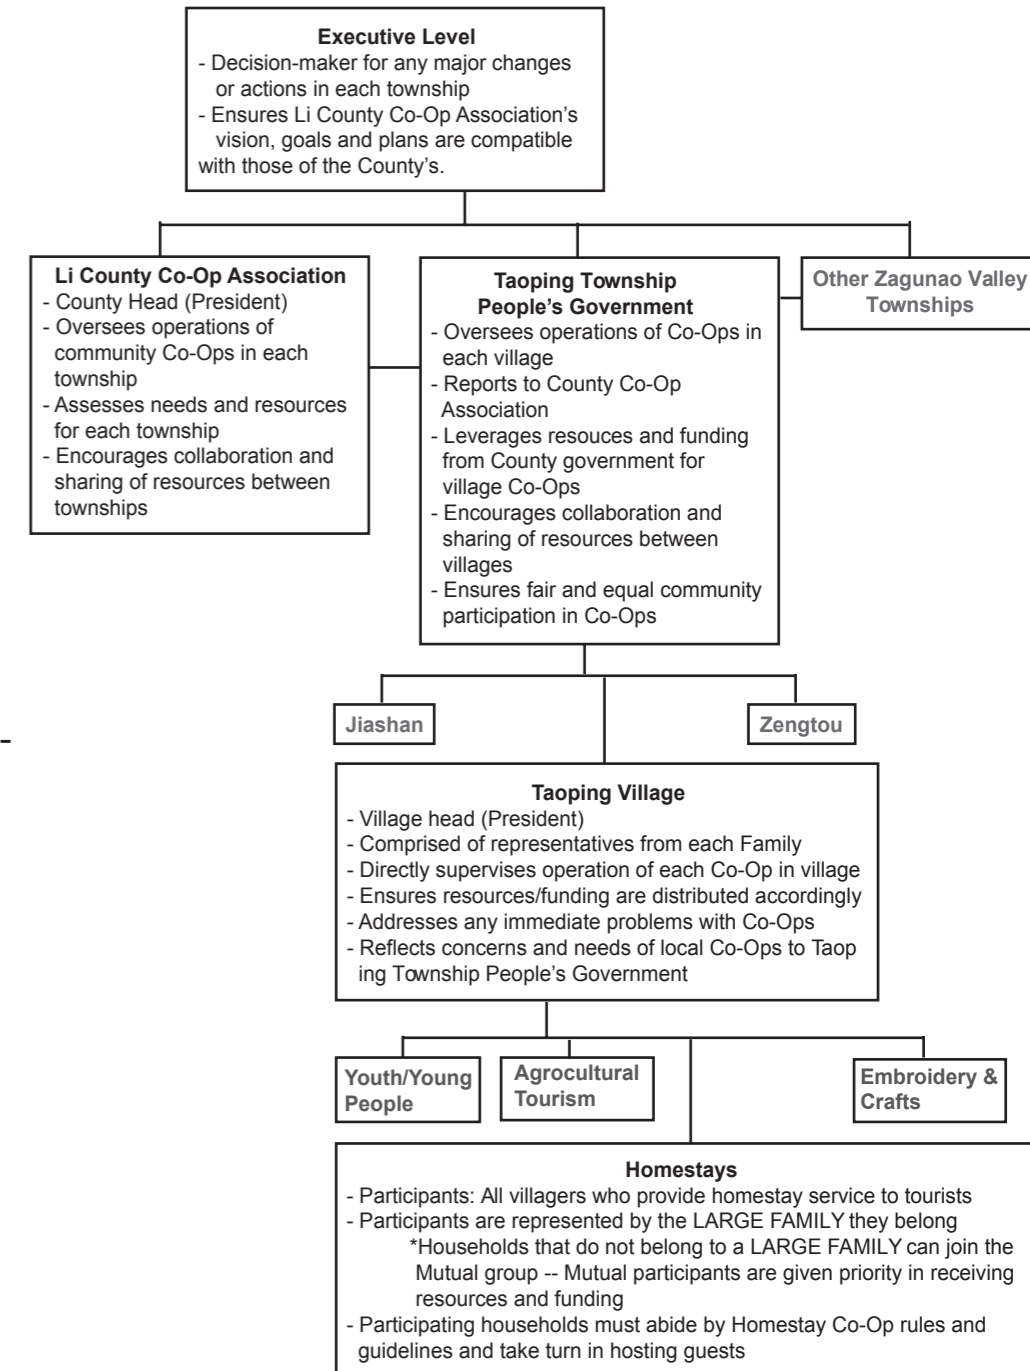 Executive Level
- Decision-maker for any major changes
or actions in each township
- Ensures Li County Co-Op Association's
vision, goals and plans are compatible
with those of the County's.
Li County Co-Op Association
- County Head (President)
- Oversees operations of
community Co-Ops in each
township
- Assesses needs and resources
for each township
- Encourages collaboration and
sharing of resources between
townships
Taoping Township
People's Government
- Oversees operations of Co-Ops in
each village
- Reports to County Co-Op
Association
- Leverages resouces and funding
from County government for
village Co-Ops
- Encourages collaboration and
sharing of resources between
villages
- Ensures fair and equal community
participation in Co-Ops
Other Zagunao Valley
Townships
Jiashan
Zengtou
-
Taoping Village
- Village head (President)
- Comprised of representatives from each Family
- Directly supervises operation of each Co-Op in village
- Ensures resources/funding are distributed accordingly
- Addresses any immediate problems with Co-Ops
- Reflects concerns and needs of local Co-Ops to Taop
ing Township People's Government
Youth/Young
People
Agrocultural
Tourism
Embroidery &
Crafts
Homestays
- Participants: All villagers who provide homestay service to tourists
- Participants are represented by the LARGE FAMILY they belong
*Households that do not belong to a LARGE FAMILY can join the
Mutual group -- Mutual participants are given priority in receiving
resources and funding
- Participating households must abide by Homestay Co-Op rules and
guidelines and take turn in hosting guests